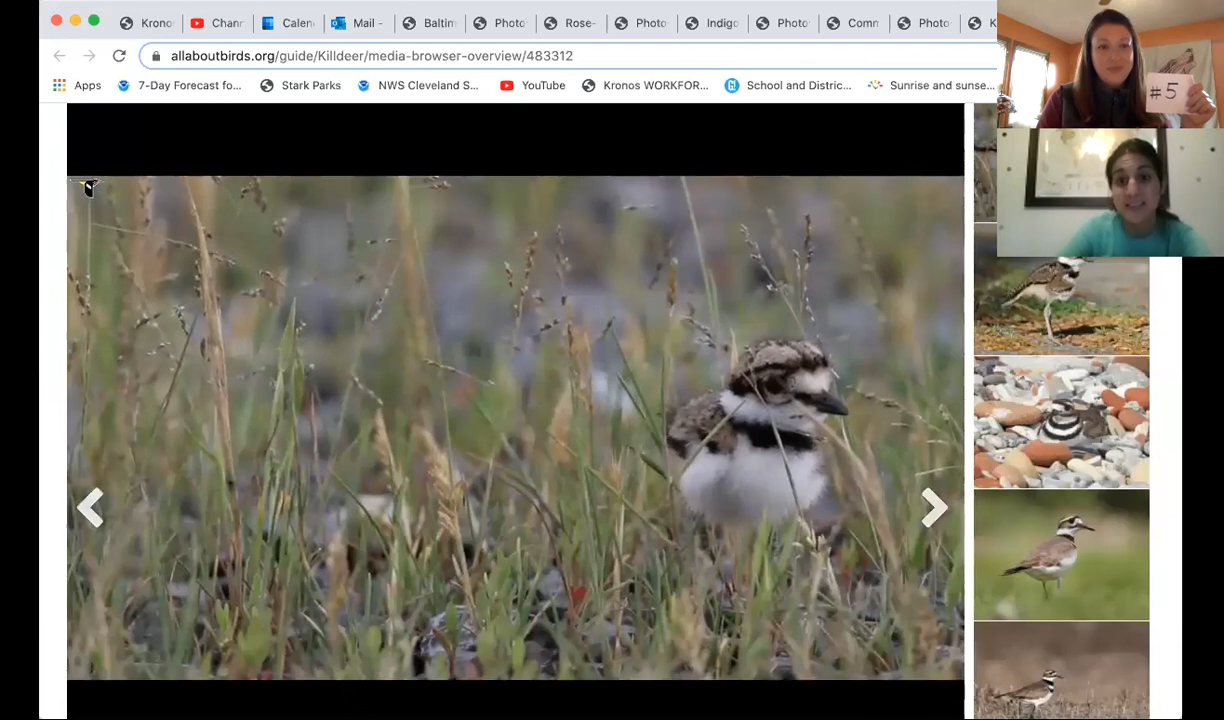 Krono
Chan
Calen
Mail -
Baltim
Photo
Rose-
Photo
Indigo
Photo
Comm
Photo
K
allaboutbirds.org/guide/Killdeer/media-browser-overview/483312
Apps
7-Day Forecast fo...
Stark Parks
NWS Cleveland S...
YouTube
Kronos WORKFOR...
School and Distric...
Sunrise and sunse...
#5